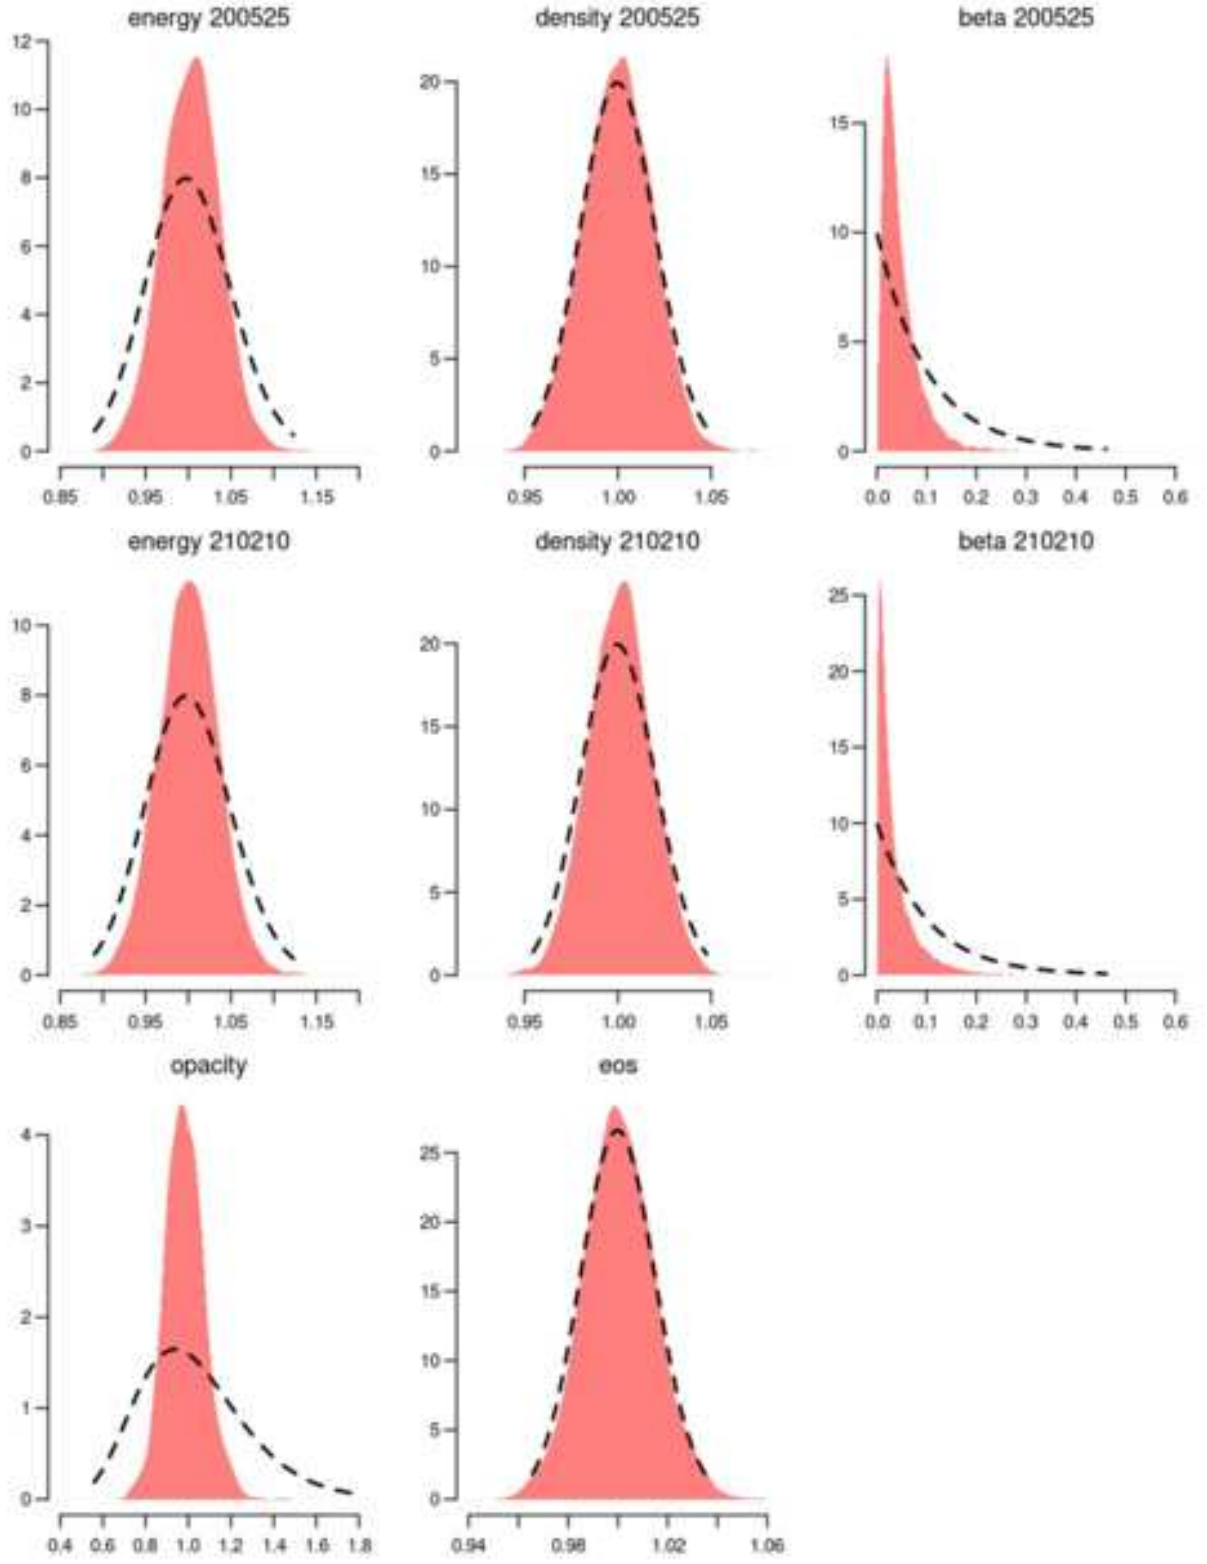 energy 200525
density 200525
beta 200525
12
10
8
6
4
2
0
20
15
10
5
0
15
10
5
0
0.85 0.95 1.05 1.15
0.95 1.00 1.05
0.0 0.1 0.2 0.3 0.4 0.5 0.6
energy 210210
density 210210
beta 210210
10
8
6
4
2
0
20
15
10
5
0
25
20
15
10
5
0
0.85 0.95 1.05 1.15
0.95 1.00 1.05
0.0 0.1 0.2 0.3 0.4 0.5 0.6
opacity
eos
4
3
2
1
0
25
20
15
10
5
0
0.4 0.6 0.8 1.0 1.2 1.4 1.6 1.8
0.94 0.98 1.02 1.06